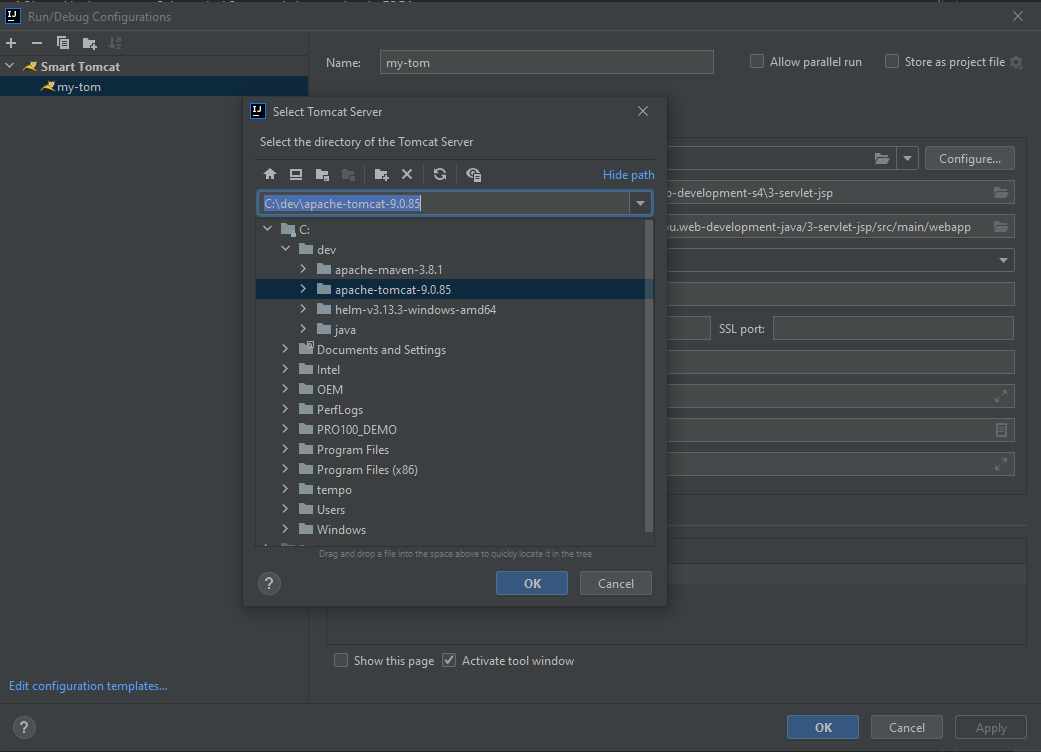 Run/Debug Configurations
Smart Tomcat
my-tom
Name: my-tom
Allow parallel run
Store as project file
Select Tomcat Server
Select the directory of the Tomcat Server
Hide path
C:\dev\apache-tomcat-9.0.85
C:
dev
apache-maven-3.8.1
apache-tomcat-9.0.85
helm-v3.13.3-windows-amd64
java
Documents and Settings
Intel
OEM
PerfLogs
PRO100_DEMO
Program Files
Program Files (x86)
tempo
Users
Windows
Drag and drop a file into the space above to quickly locate it in the tree
?
OK
Cancel
Configure...
-development-s4\3-servlet-jsp
.web-development-java/3-servlet-jsp/src/main/webapp
SSL port:
Show this page
Activate tool window
Edit configuration templates...
?
OK
Cancel
Apply